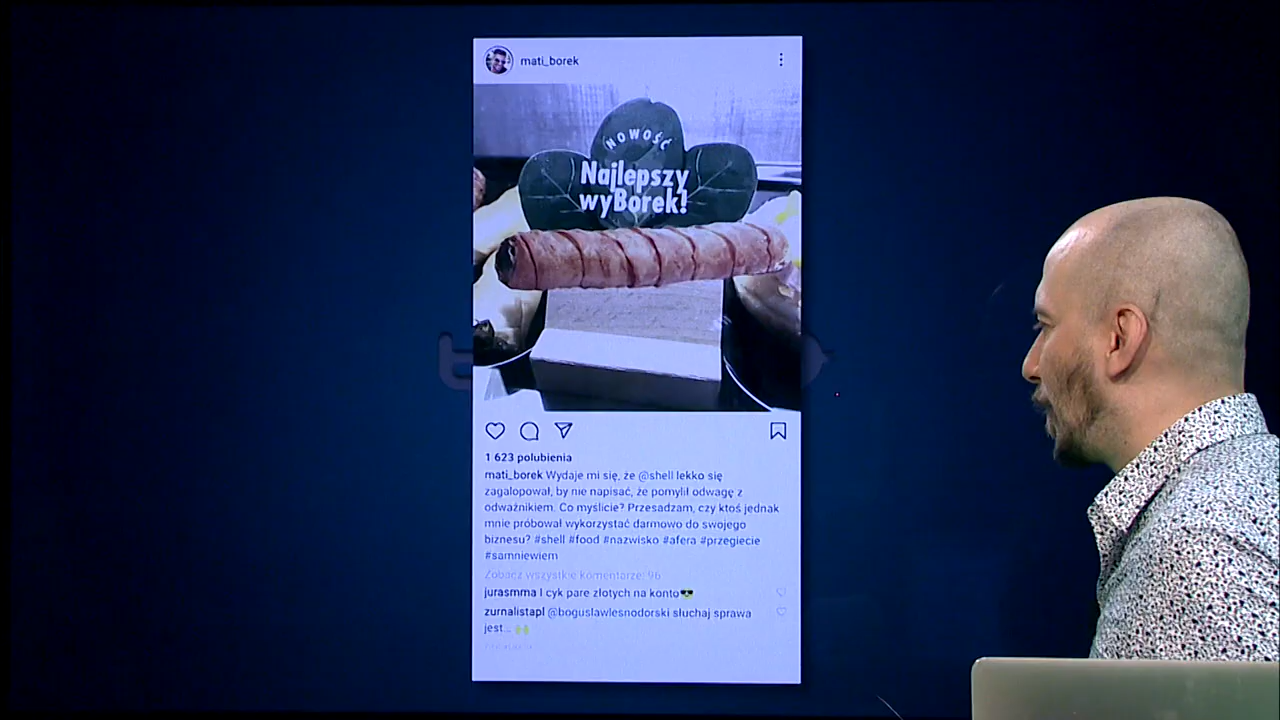 mati_borek
NOWOŚĆ
Najlepszy
wyBorek!
1 623 polubienia
mati_borek Wydaje mi się, że @shell lekko się
zagalopował, by nie napisać, że pomylił odwagę z
odważnikiem. Co myślicie? Przesadzam, czy ktoś jednak
mnie próbował wykorzystać darmowo do swojego
biznesu? #shell #food #nazwisko #afera #przegiecie
#samniewiem
Zobacz wszystkie komentarze: 96
jurasmma I cyk pare złotych na konto😎
zurnalistapl @boguslawlesnodorski słuchaj sprawa
jest... 🙌